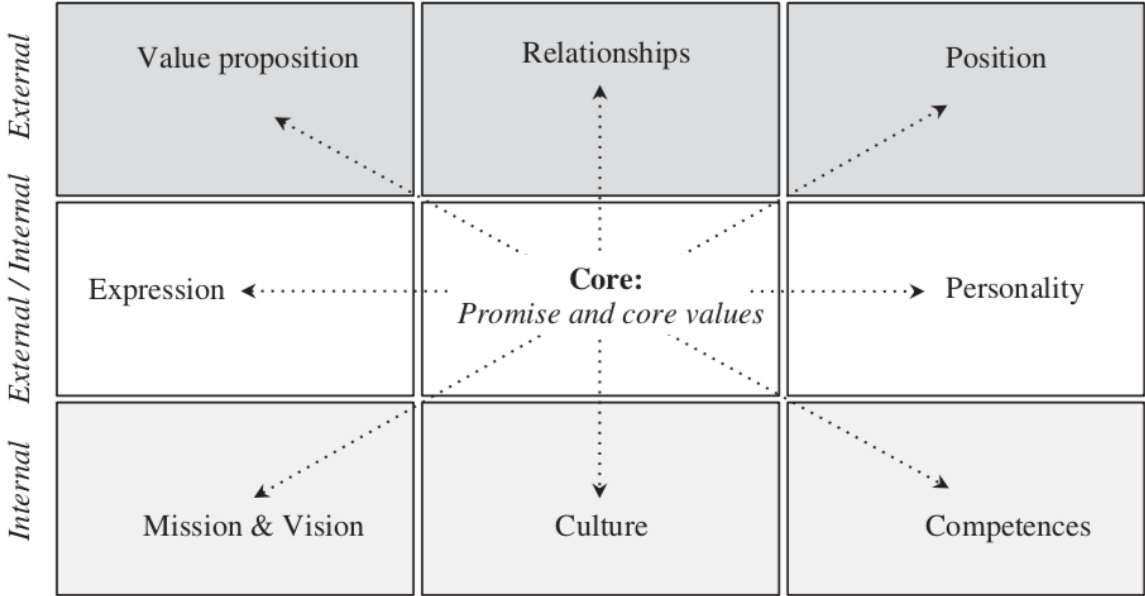 External
Value proposition
Relationships
Position
External / Internal
Expression
Core:
Promise and core values
Personality
Internal
Mission & Vision
Culture
Competences